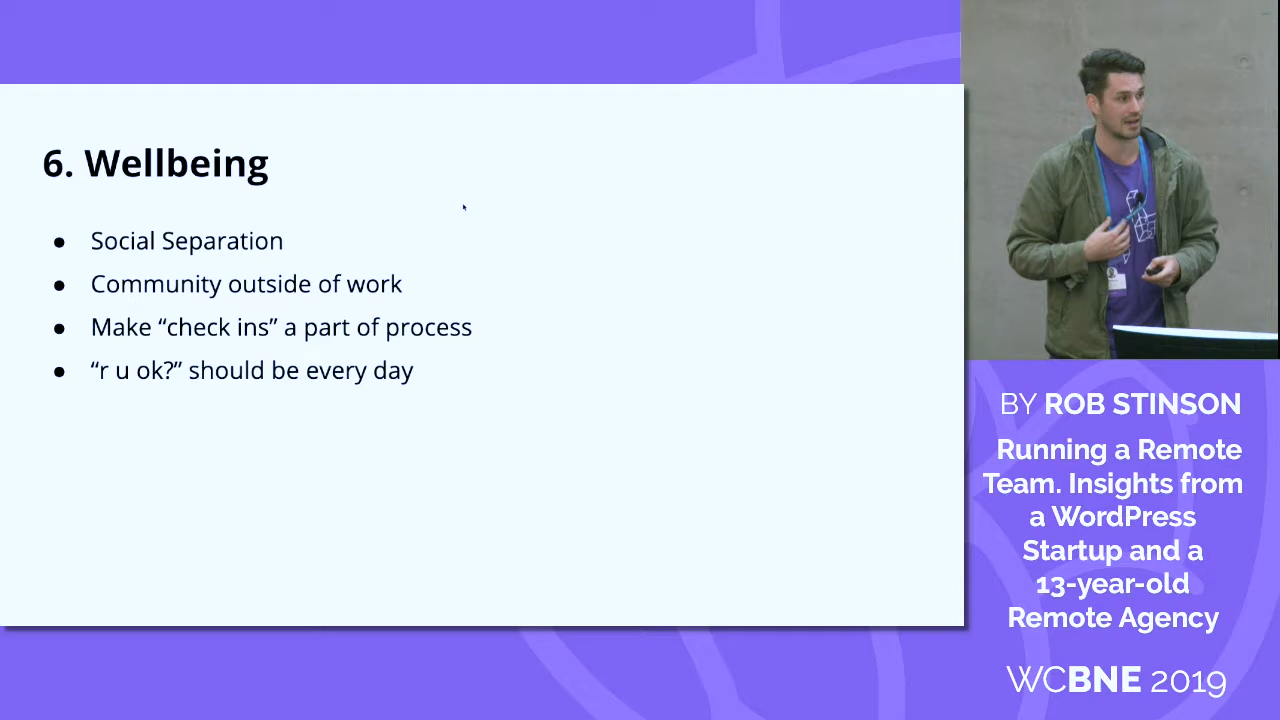 6. Wellbeing
● Social Separation
● Community outside of work
● Make “check ins” a part of process
● “r u ok?” should be every day
BY ROB STINSON
Running a Remote
Team. Insights from
a WordPress
Startup and a
13-year-old
Remote Agency
WCBNE 2019